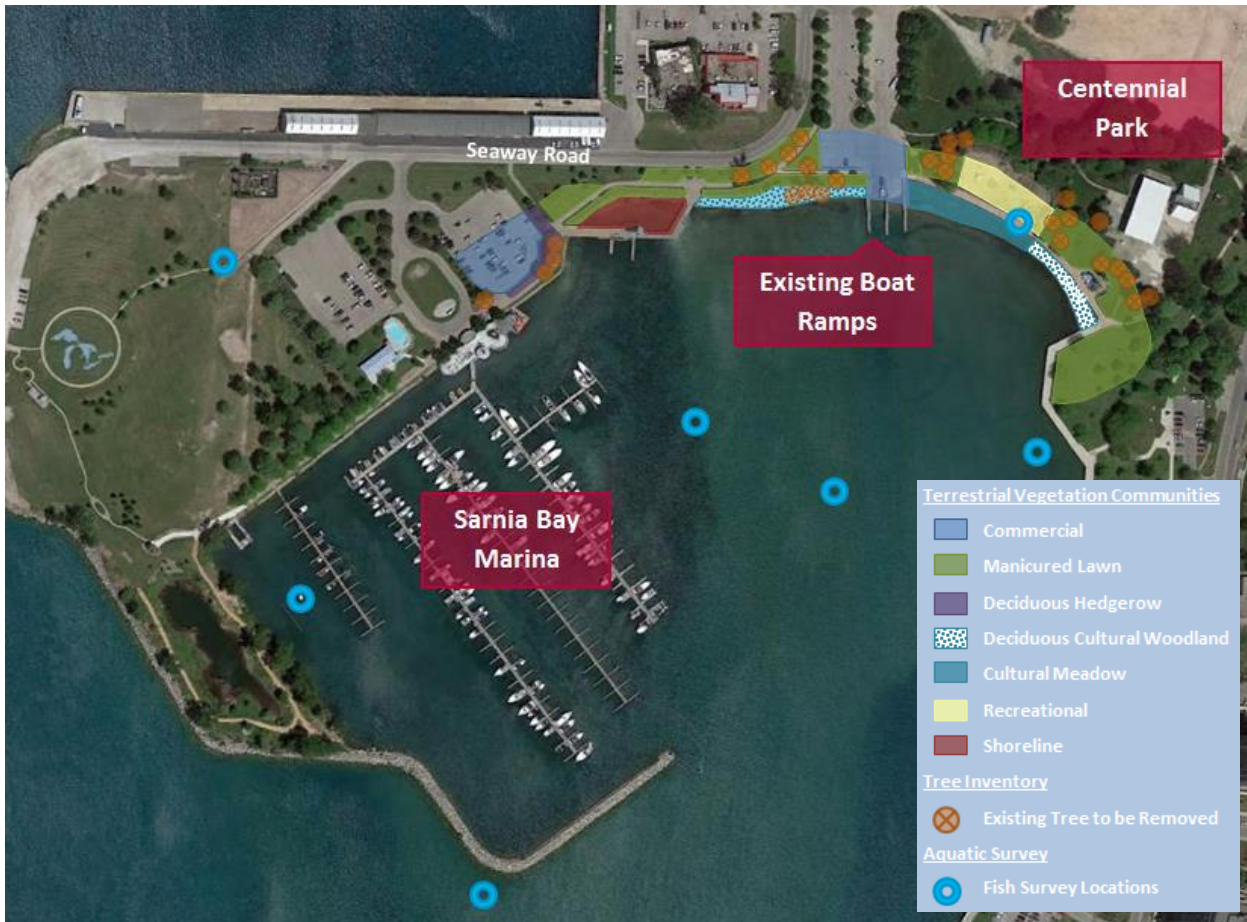 Centennial
Park
Seaway Road
Existing Boat
Ramps
Sarnia Bay
Marina
Terrestrial Vegetation Communities
Commercial
Manicured Lawn
Deciduous Hedgerow
Deciduous Cultural Woodland
Cultural Meadow
Recreational
Shoreline
Tree Inventory
Existing Tree to be Removed
Aquatic Survey
Fish Survey Locations